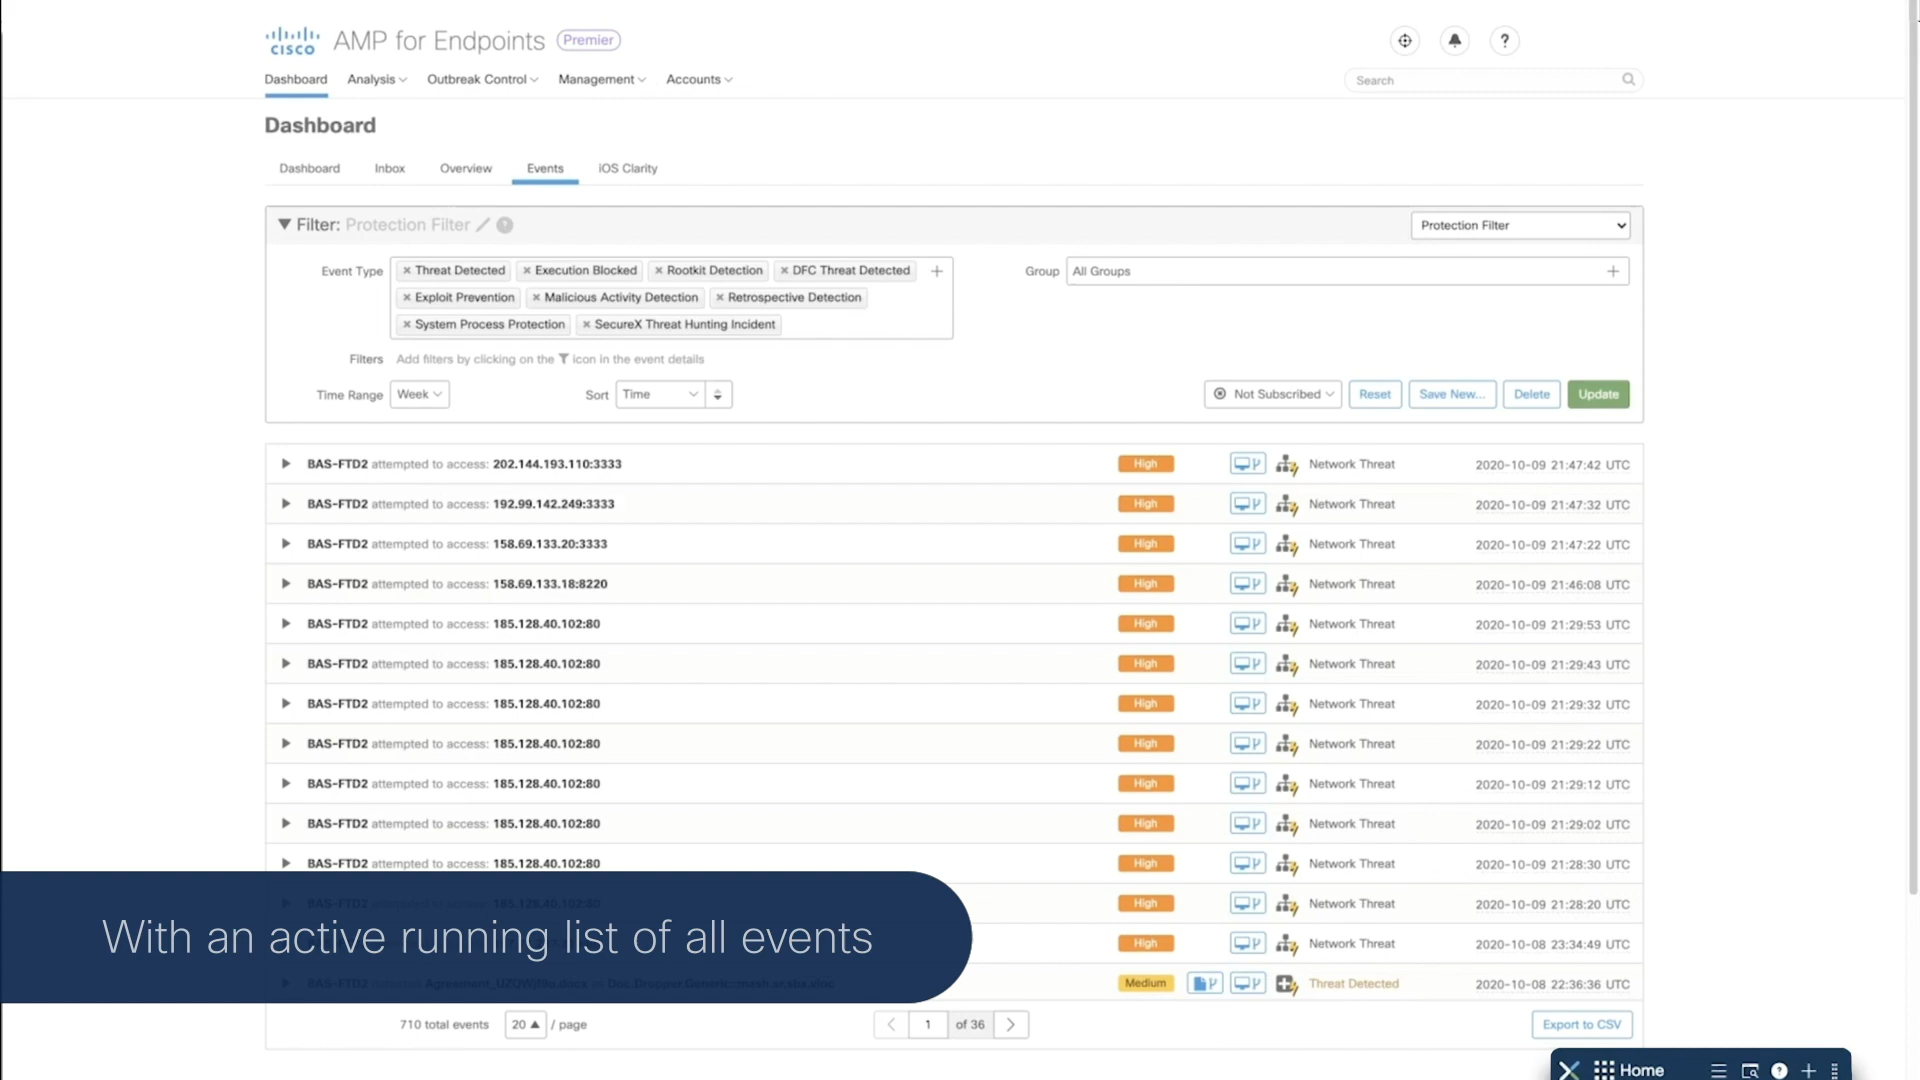 cisco AMP for Endpoints Premier
Dashboard Analysis Outbreak Control Management Accounts Search
Dashboard
Dashboard Inbox Overview Events iOS Clarity
Filter: Protection Filter ? Protection Filter
Event Type × Threat Detected × Execution Blocked × Rootkit Detection × DFC Threat Detected + Group All Groups +
× Exploit Prevention × Malicious Activity Detection × Retrospective Detection
× System Process Protection × SecureX Threat Hunting Incident
Filters Add filters by clicking on the icon in the event details
Time Range Week Sort Time Not Subscribed Reset Save New... Delete Update
BAS-FTD2 attempted to access: 202.144.193.110:3333 High Network Threat 2020-10-09 21:47:42 UTC
BAS-FTD2 attempted to access: 192.99.142.249:3333 High Network Threat 2020-10-09 21:47:32 UTC
BAS-FTD2 attempted to access: 158.69.133.20:3333 High Network Threat 2020-10-09 21:47:22 UTC
BAS-FTD2 attempted to access: 158.69.133.18:8220 High Network Threat 2020-10-09 21:46:08 UTC
BAS-FTD2 attempted to access: 185.128.40.102:80 High Network Threat 2020-10-09 21:29:53 UTC
BAS-FTD2 attempted to access: 185.128.40.102:80 High Network Threat 2020-10-09 21:29:43 UTC
BAS-FTD2 attempted to access: 185.128.40.102:80 High Network Threat 2020-10-09 21:29:32 UTC
BAS-FTD2 attempted to access: 185.128.40.102:80 High Network Threat 2020-10-09 21:29:22 UTC
BAS-FTD2 attempted to access: 185.128.40.102:80 High Network Threat 2020-10-09 21:29:12 UTC
BAS-FTD2 attempted to access: 185.128.40.102:80 High Network Threat 2020-10-09 21:29:02 UTC
BAS-FTD2 attempted to access: 185.128.40.102:80 High Network Threat 2020-10-09 21:28:30 UTC
BAS-FTD2 attempted to access: 185.128.40.102:80 High Network Threat 2020-10-09 21:28:20 UTC
With an active running list of all events
High Network Threat 2020-10-08 23:34:49 UTC
BAS-FTD2 Medium Threat Detected 2020-10-08 22:36:36 UTC
710 total events 20 / page 1 of 36 Export to CSV
Home ? +